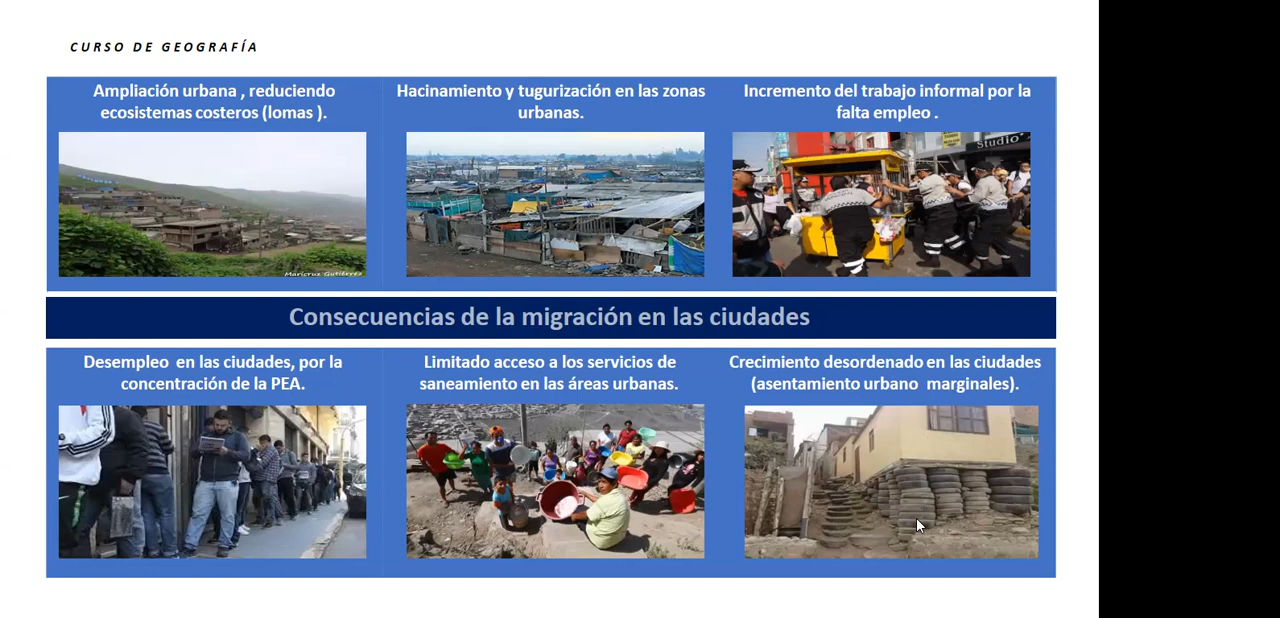 CURSO DE GEOGRAFÍA
Ampliación urbana , reduciendo
ecosistemas costeros (lomas ).
Hacinamiento y tugurización en las zonas
urbanas.
Incremento del trabajo informal por la
falta empleo .
Studio
Maricruz Gutiérrez
Consecuencias de la migración en las ciudades
Desempleo en las ciudades, por la
concentración de la PEA.
Limitado acceso a los servicios de
saneamiento en las áreas urbanas.
Crecimiento desordenado en las ciudades
(asentamiento urbano marginales).